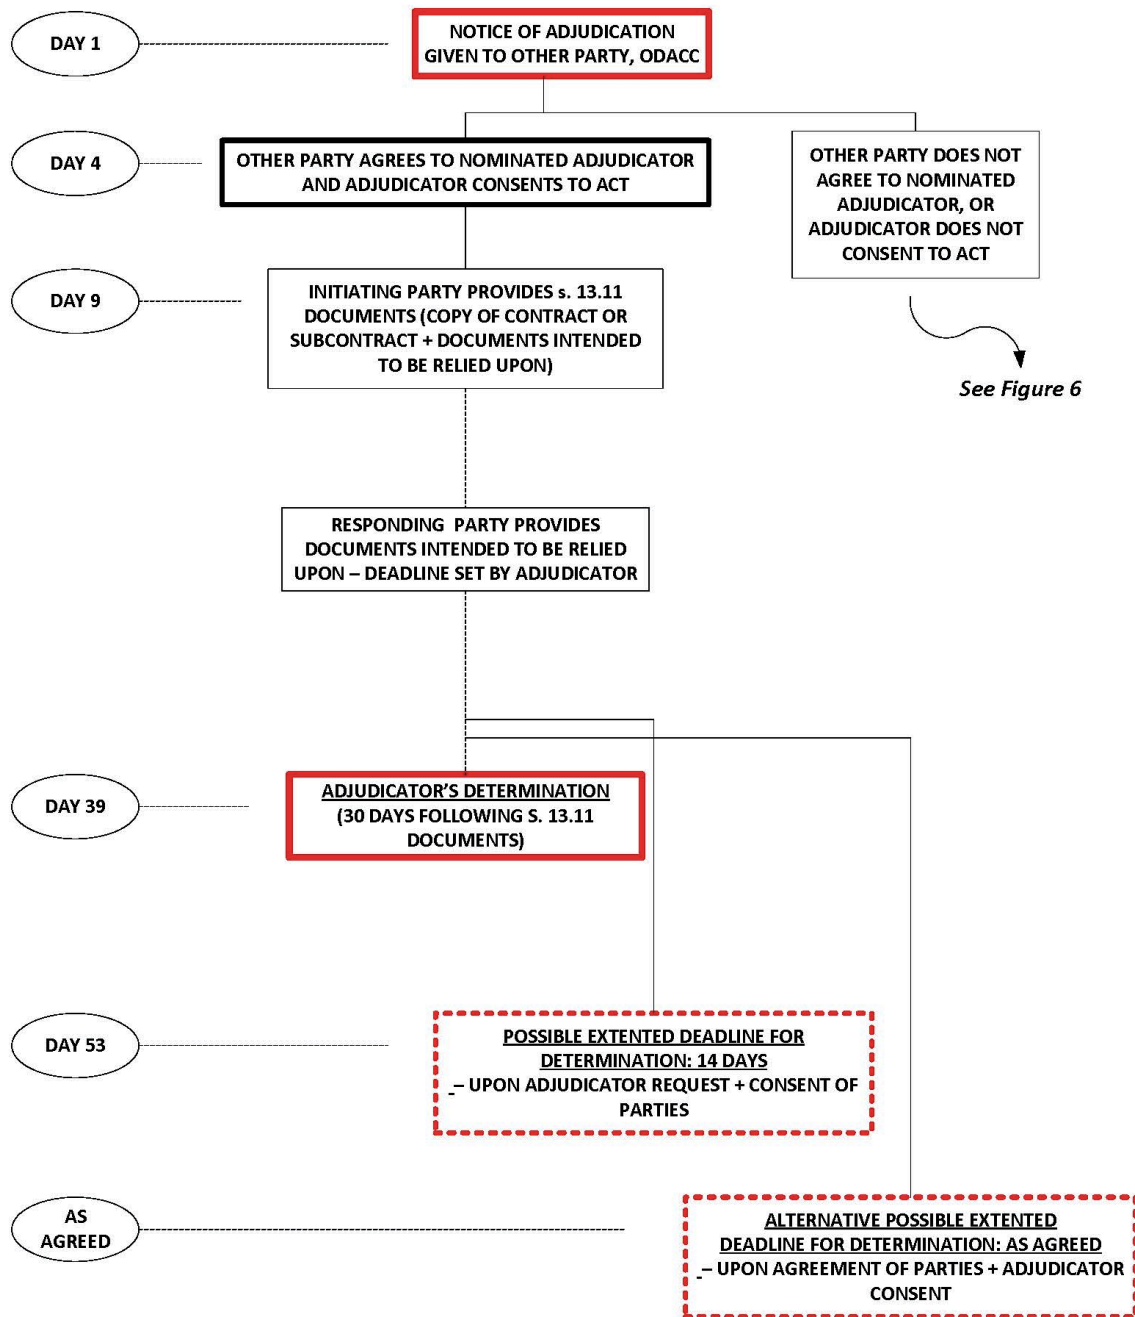 DAY 1
NOTICE OF ADJUDICATION
GIVEN TO OTHER PARTY, ODACC
DAY 4
OTHER PARTY AGREES TO NOMINATED ADJUDICATOR
AND ADJUDICATOR CONSENTS TO ACT
OTHER PARTY DOES NOT
AGREE TO NOMINATED
ADJUDICATOR, OR
ADJUDICATOR DOES NOT
CONSENT TO ACT
DAY 9
INITIATING PARTY PROVIDES s. 13.11
DOCUMENTS (COPY OF CONTRACT OR
SUBCONTRACT + DOCUMENTS INTENDED
TO BE RELIED UPON)
See Figure 6
RESPONDING PARTY PROVIDES
DOCUMENTS INTENDED TO BE RELIED
UPON – DEADLINE SET BY ADJUDICATOR
DAY 39
ADJUDICATOR’S DETERMINATION
(30 DAYS FOLLOWING S. 13.11
DOCUMENTS)
DAY 53
POSSIBLE EXTENTED DEADLINE FOR
DETERMINATION: 14 DAYS
– UPON ADJUDICATOR REQUEST + CONSENT OF
PARTIES
AS
AGREED
ALTERNATIVE POSSIBLE EXTENTED
DEADLINE FOR DETERMINATION: AS AGREED
– UPON AGREEMENT OF PARTIES + ADJUDICATOR
CONSENT